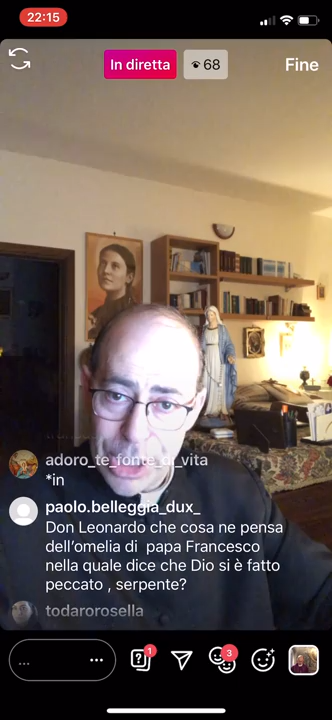 22:15
In diretta
68
Fine
adoro_te_fonte_di_vita
*in
paolo.belleggia_dux_
Don Leonardo che cosa ne pensa
dell'omelia di papa Francesco
nella quale dice che Dio si è fatto
peccato , serpente?
todarorosella
...
1
3